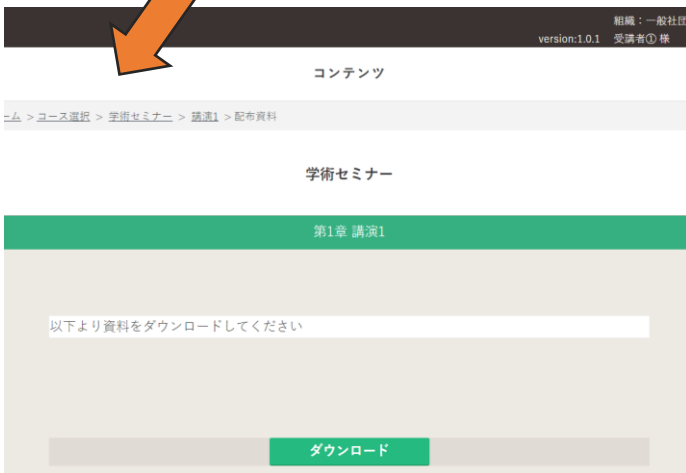 組織：一般社団
version:1.0.1 受講者① 様
コンテンツ
ーム > コース選択 > 学術セミナー > 講演1 > 配布資料
学術セミナー
第1章 講演1
以下より資料をダウンロードしてください
ダウンロード